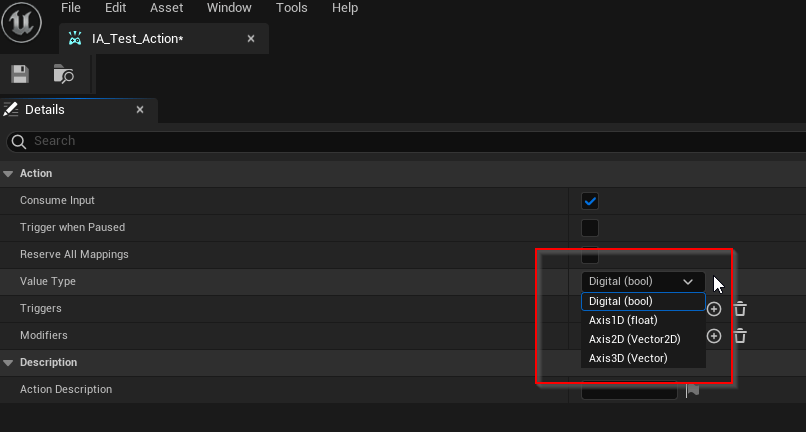 File Edit Asset Window Tools Help
IA_Test_Action*
Details
Search
Action
Consume Input
Trigger when Paused
Reserve All Mappings
Value Type Digital (bool)
Digital (bool)
Triggers
Axis1D (float)
Modifiers
Axis2D (Vector2D)
Axis3D (Vector)
Description
Action Description